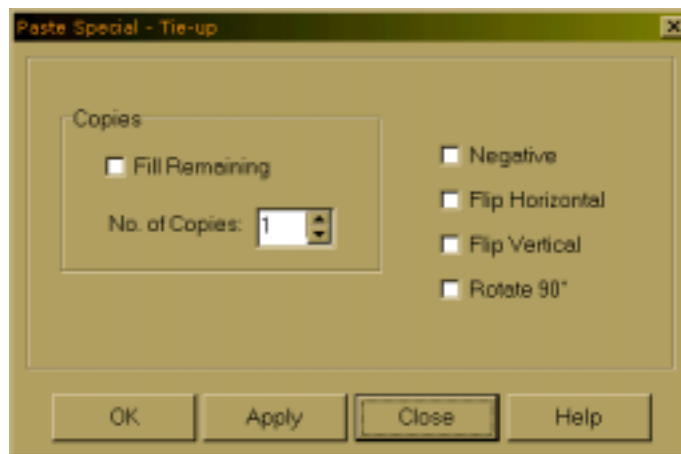 Paste Special - Tie-up
Copies
Fill Remaining
No. of Copies: 1
Negative
Flip Horizontal
Flip Vertical
Rotate 90°
OK Apply Close Help